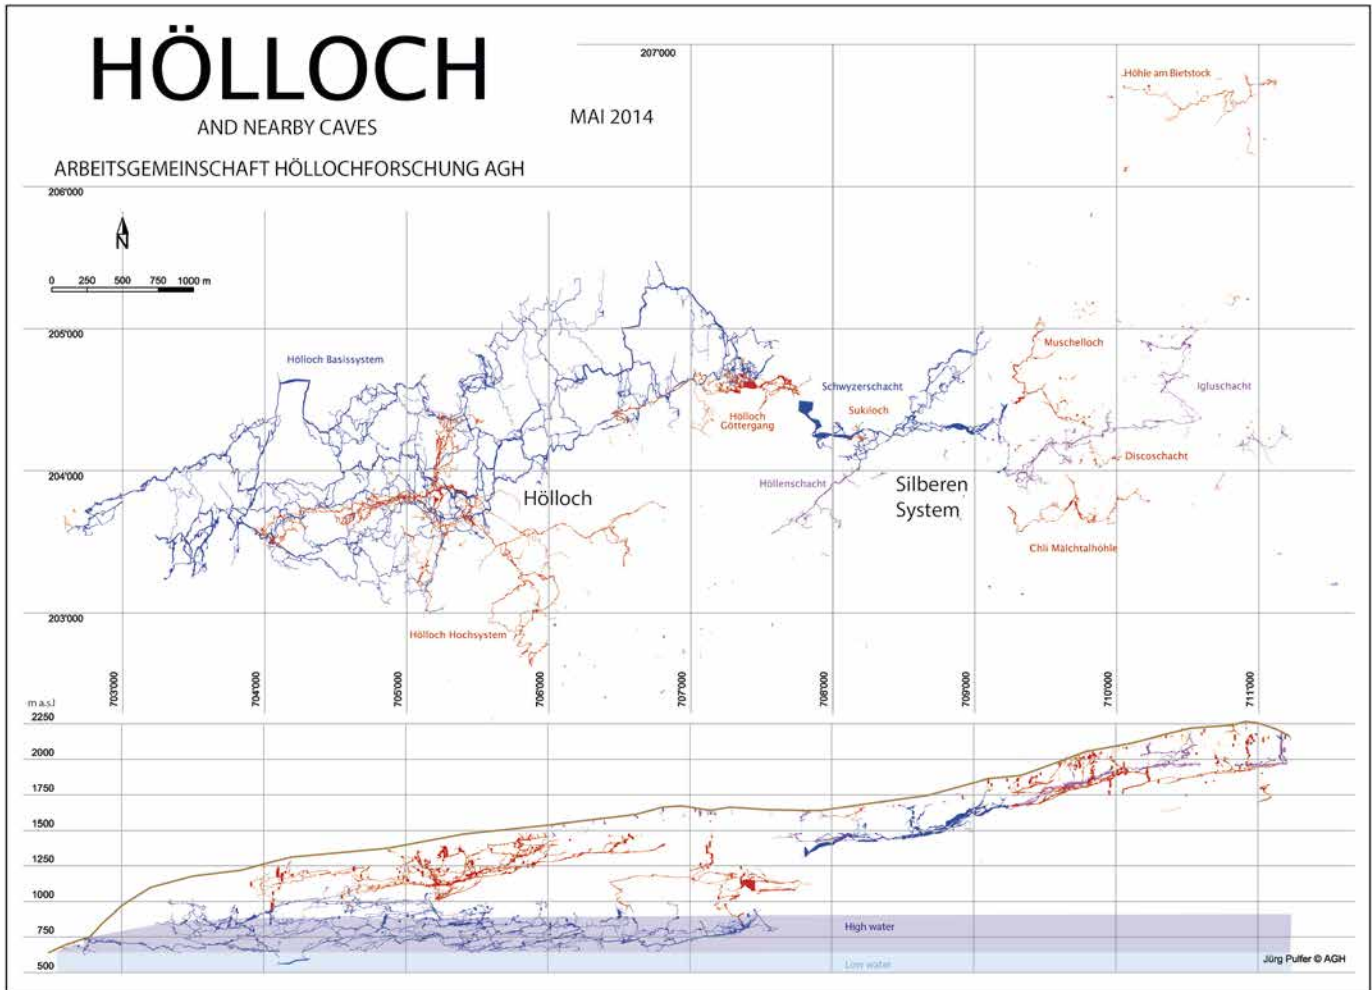 HÖLLOCH
AND NEARBY CAVES
MAI 2014
ARBEITSGEMEINSCHAFT HÖLLOCHFORSCHUNG AGH
207'000
206'000
205'000
204'000
203'000
N
0 250 500 750 1000 m
Höhle am Bietstock
Hölloch Basissystem
Muschelloch
Schwyzerschacht
Igluschacht
Sukiloch
Hölloch
Göttergang
Discoschacht
Höllenschacht
Hölloch
Silberen
System
Chli Mälchtalhöhle
Hölloch Hochsystem
703'000
704'000
705'000
706'000
707'000
708'000
709'000
710'000
711'000
m a.s.l
2250
2000
1750
1500
1250
1000
750
500
High water
Low water
Jürg Pulfer © AGH